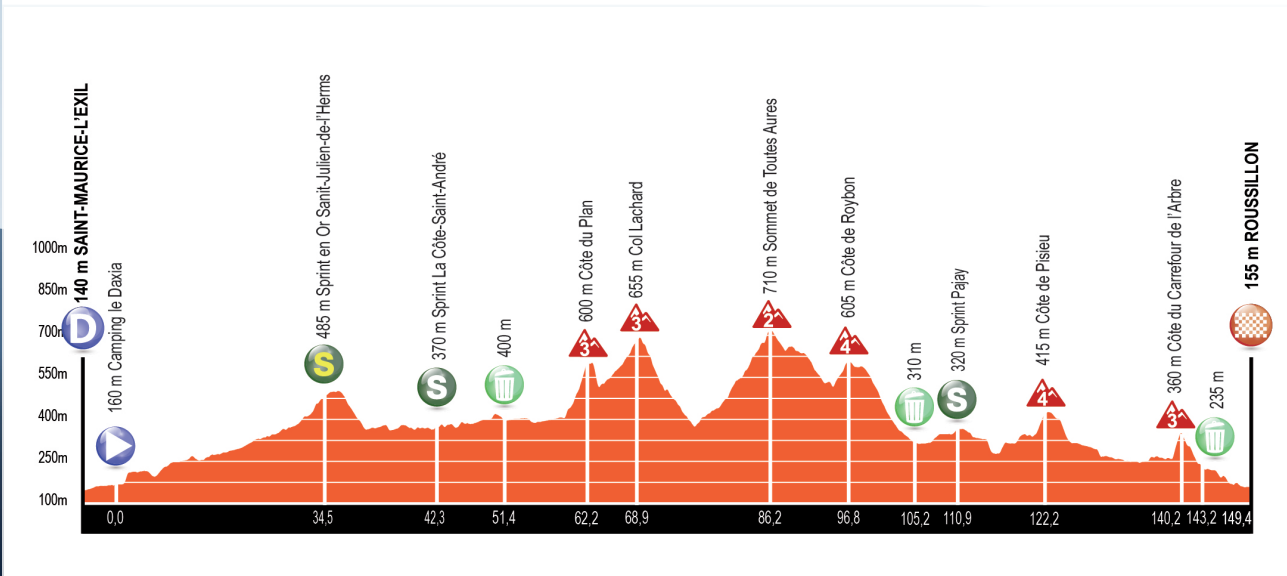 140 m SAINT-MAURICE-L'EXIL
160 m Camping le Daxia
485 m Sprint en Or Sanit-Julien-de-l'Herms
370 m Sprint La Côte-Saint-André
400 m
600 m Côte du Plan
655 m Col Lachard
710 m Sommet de Toutes Aures
605 m Côte de Roybon
310 m
320 m Sprint Pajay
415 m Côte de Pisieu
360 m Côte du Carrefour de l'Arbre
235 m
155 m ROUSSILLON
1000m
850m
700m
550m
400m
250m
100m
D
S
S
3
3
2
4
S
4
3
0,0
34,5
42,3
51,4
62,2
68,9
86,2
96,8
105,2
110,9
122,2
140,2
143,2
149,4